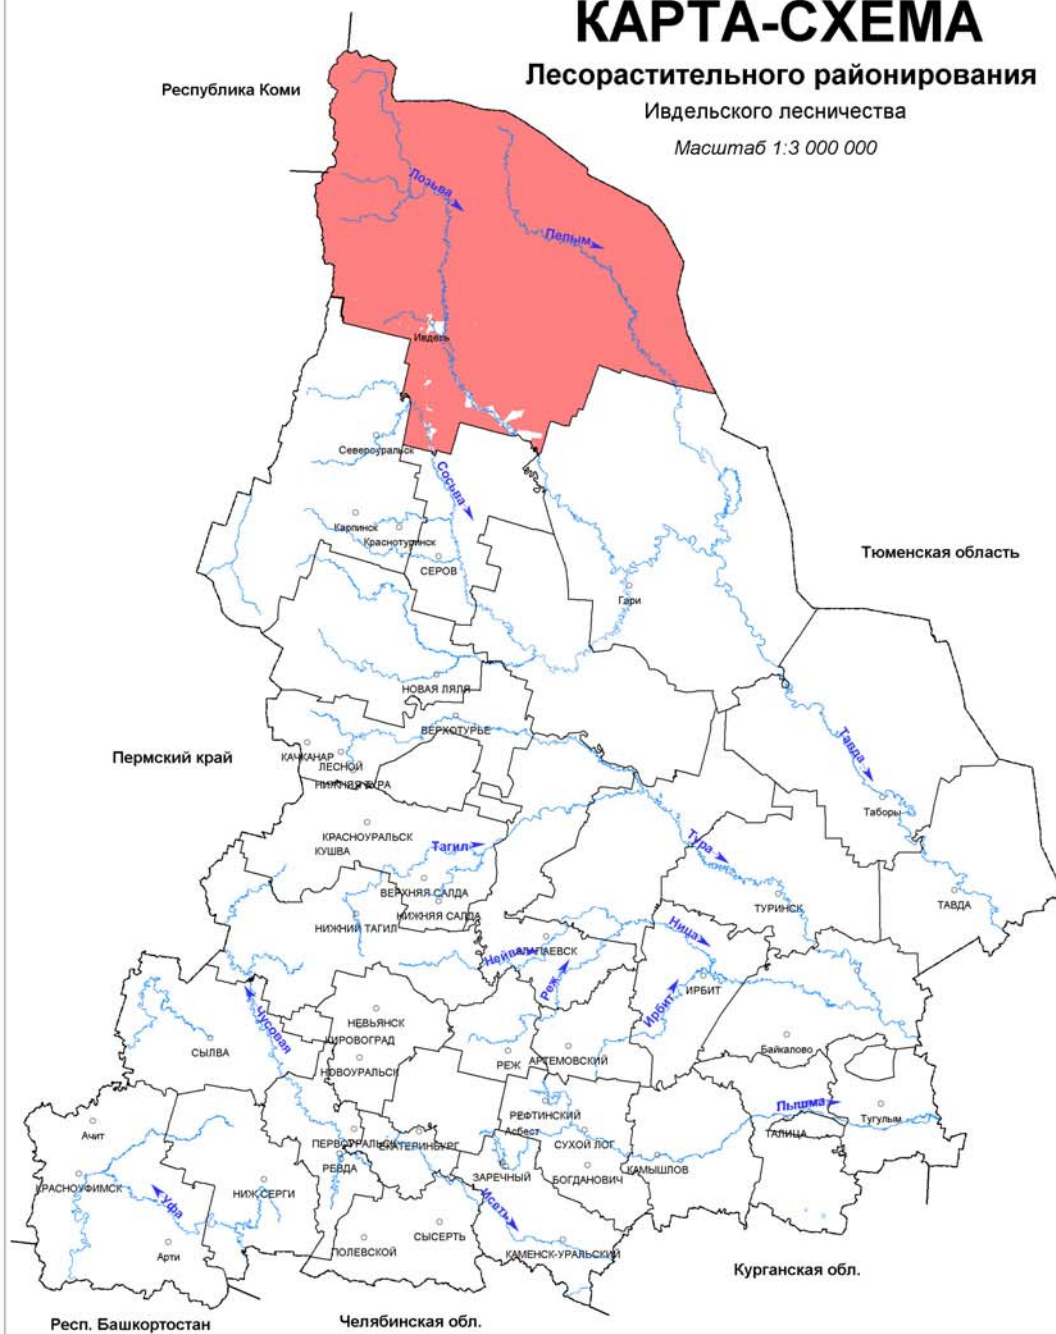 КАРТА-СХЕМА
Лесорастительного районирования
Ивдельского лесничества
Масштаб 1:3 000 000
Республика Коми
Лозьва
Пелым
Ивдель
Североуральск
Сосьва
Карпинск
Краснотурьинск
СЕРОВ
Тюменская область
Гари
НОВАЯ ЛЯЛЯ
ВЕРХОТУРЬЕ
Пермский край
КАЧКАНАР
ЛЕСНОЙ
НИЖНЯЯ ТУРА
Тавда
Таборы
КРАСНОУРАЛЬСК
КУШВА
Тагил
Тура
ВЕРХНЯЯ САЛДА
НИЖНЯЯ САЛДА
ТУРИНСК
ТАВДА
НИЖНИЙ ТАГИЛ
Ница
Нейва
АЛАПАЕВСК
Реж
Ирбит
ИРБИТ
Чусовая
НЕВЬЯНСК
КИРОВОГРАД
СЫЛВА
НОВОУРАЛЬСК
РЕЖ
АРТЕМОВСКИЙ
Байкалово
Пышма
Тугулым
РЕФТИНСКИЙ
Асбест
ТАЛИЦА
Ачит
ПЕРВОУРАЛЬСК
ЕКАТЕРИНБУРГ
СУХОЙ ЛОГ
РЕВДА
ЗАРЕЧНЫЙ
БОГДАНОВИЧ
КАМЫШЛОВ
КРАСНОУФИМСК
НИЖ.СЕРГИ
Уфа
Исеть
Арти
ПОЛЕВСКОЙ
СЫСЕРТЬ
КАМЕНСК-УРАЛЬСКИЙ
Курганская обл.
Респ. Башкортостан
Челябинская обл.